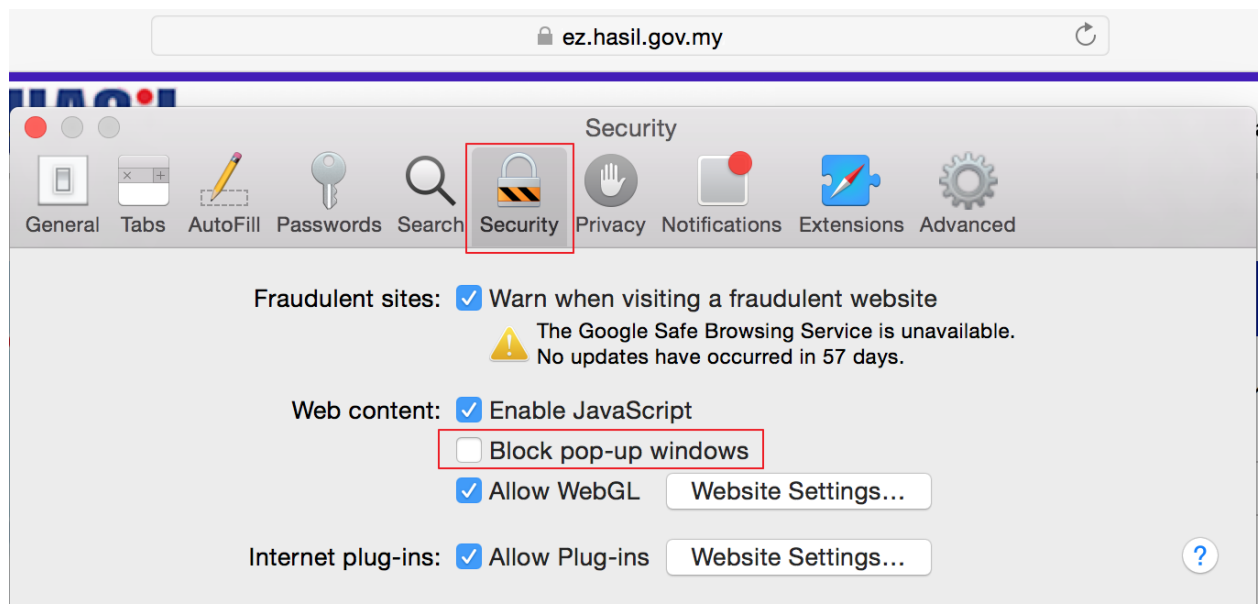 ez.hasil.gov.my
HASiL
Security
General Tabs AutoFill Passwords Search Security Privacy Notifications Extensions Advanced
Fraudulent sites: Warn when visiting a fraudulent website
The Google Safe Browsing Service is unavailable.
No updates have occurred in 57 days.
Web content: Enable JavaScript
Block pop-up windows
Allow WebGL Website Settings...
Internet plug-ins: Allow Plug-ins Website Settings... ?